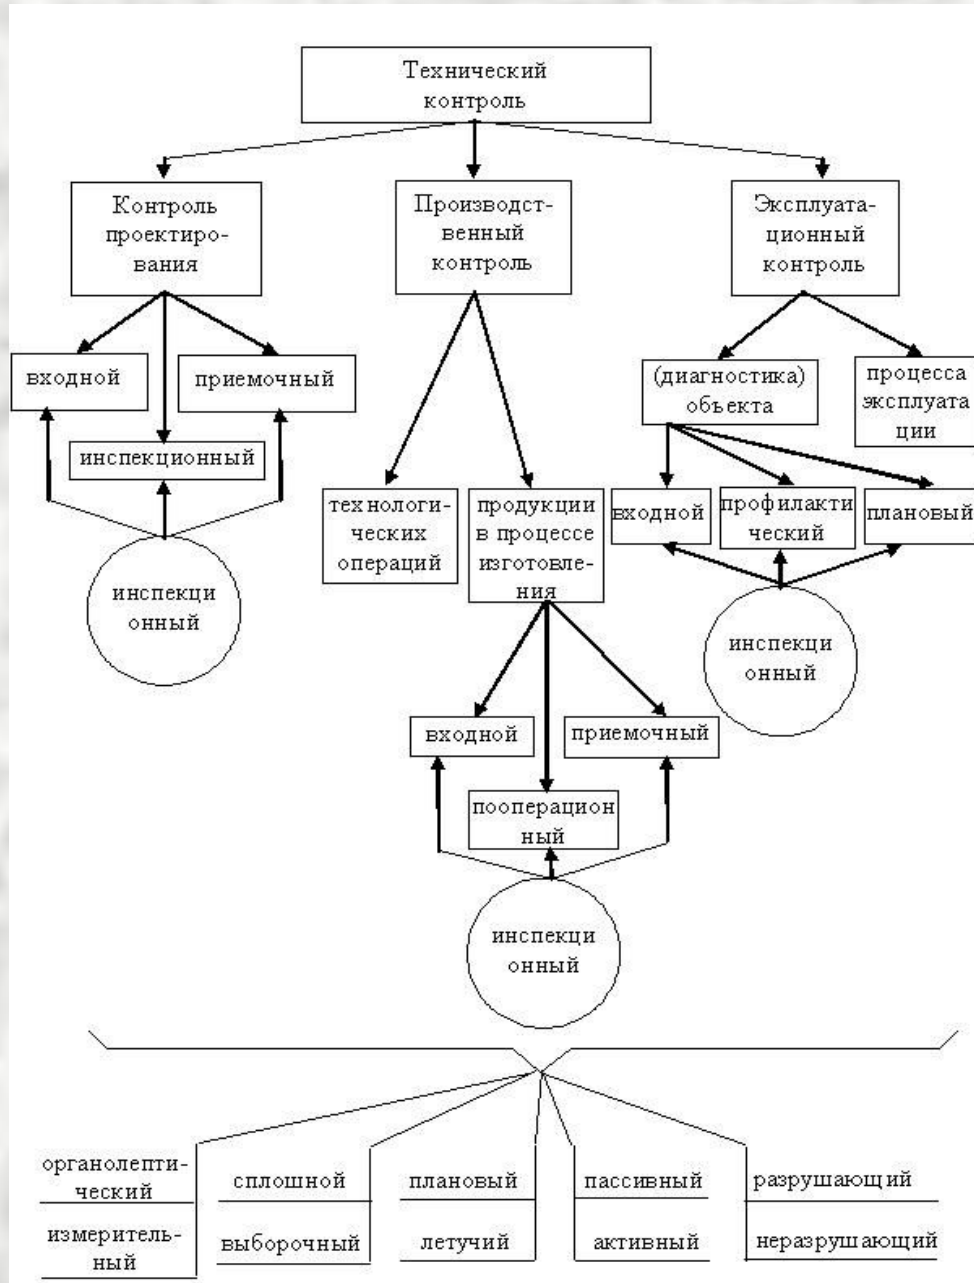 Технический
контроль
Контроль
проектиро-
вания
Производст-
венный
контроль
Эксплуата-
ционный
контроль
входной
приемочный
инспекционный
(диагностика)
объекта
процесса
эксплуата
ции
технологи-
ческих
операций
продукции
в процессе
изготовле-
ния
входной
профилакти
ческий
плановый
инспекци
онный
инспекци
онный
входной
приемочный
пооперацион
ный
инспекци
онный
органолепти-
ческий
сплошной
плановый
пассивный
разрушающий
измеритель-
ный
выборочный
летучий
активный
неразрушающий